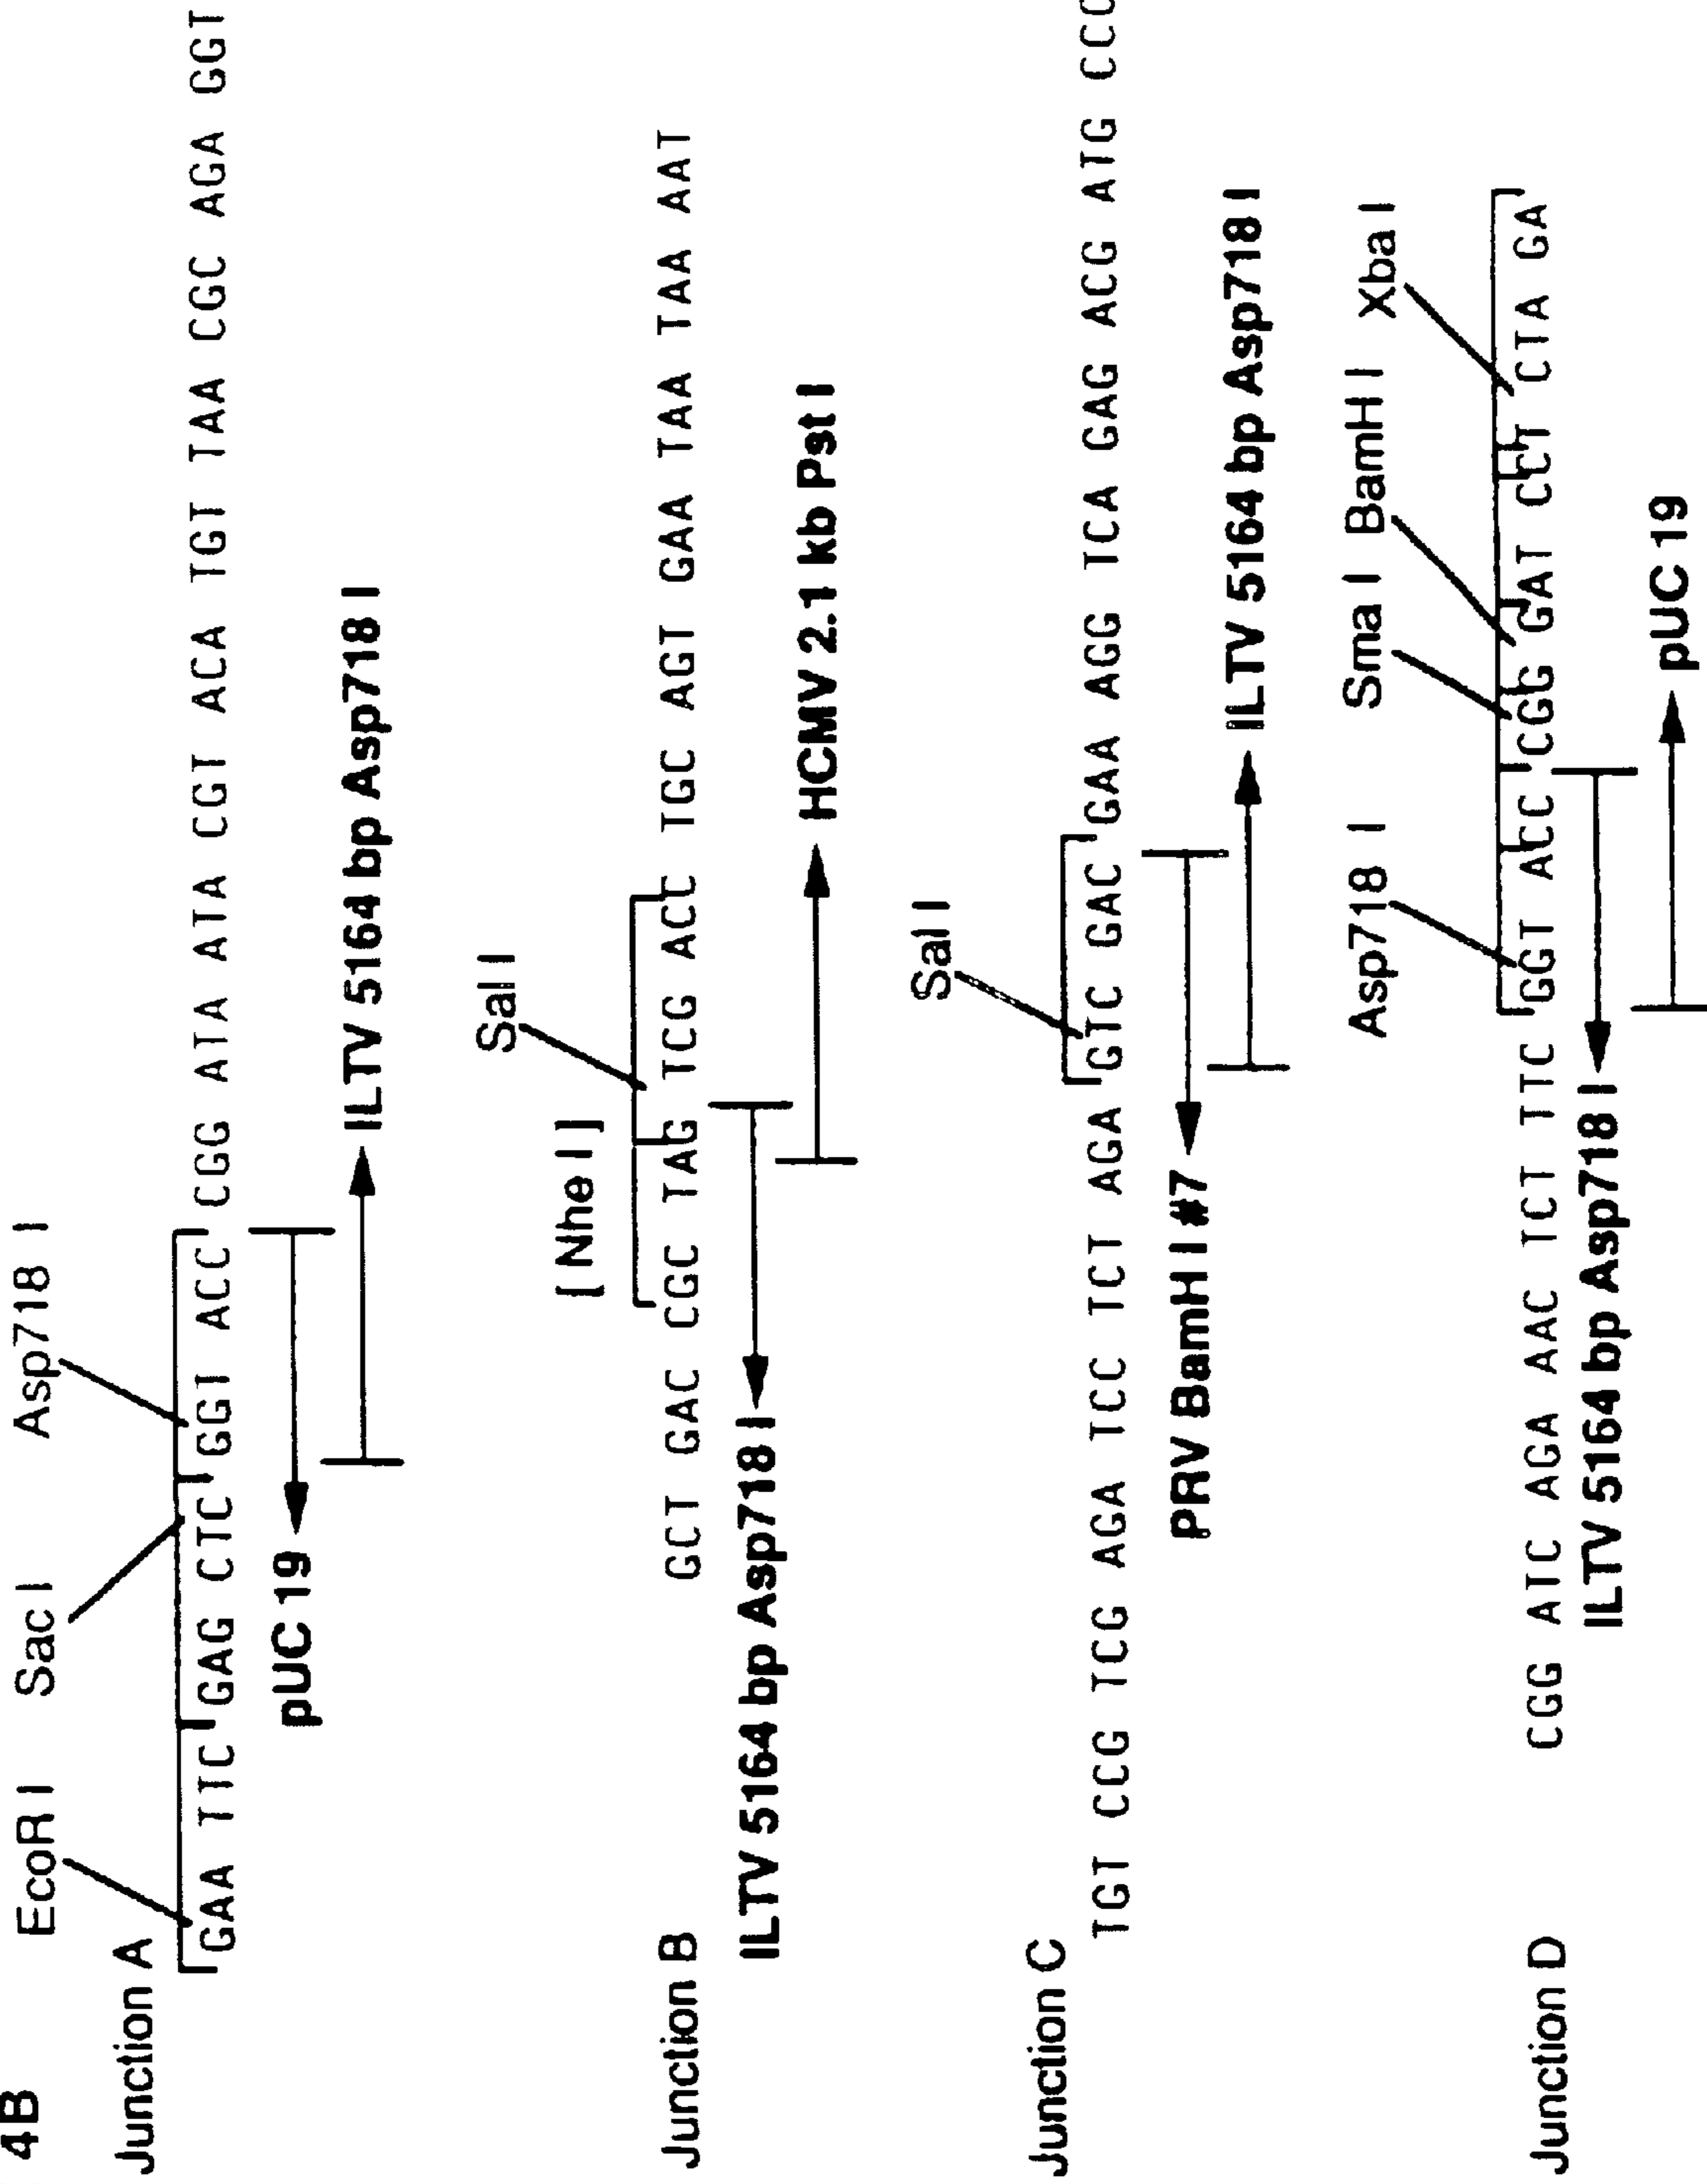 4B
EcoR I Sac I Asp718 I
Junction A
GAA TTC GAG CTC GGT ACC CGG ATA ATA CGT ACA TGT TAA CGC AGA GGT
pUC 19
ILTV 5164 bp Asp718 I
[Nhe I] Sal I
Junction B
GCT GAC CGC TAG TCG ACC TGC AGT GAA TAA TAA AAT
ILTV 5164 bp Asp718 I
HCMV 2.1 kb Pst I
Sal I
Junction C
TGT CCG TCG AGA TCC TCT AGA GTC GAC GAA AGG TCA GAG ACG ATG CCC
PRV BamH I #7
ILTV 5164 bp Asp718 I
Asp718 I Sma I BamH I Xba I
Junction D
CGG ATC AGA AAC TCT TTC GGT ACC CGG GAT CCT CTA GA
ILTV 5164 bp Asp718 I
pUC 19